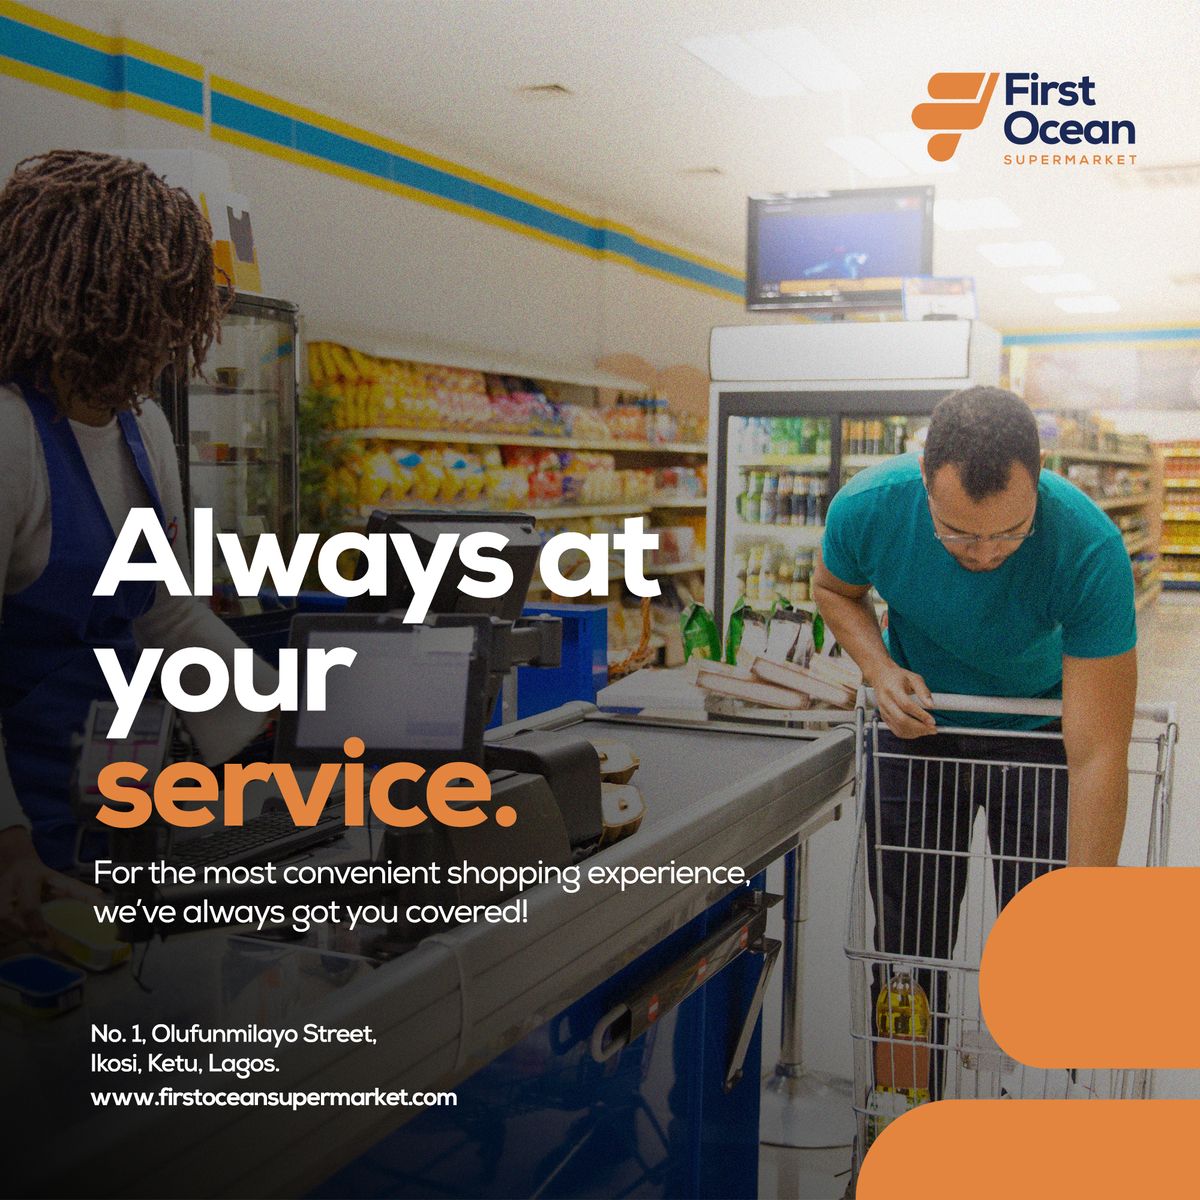 First
Ocean
SUPERMARKET
Always at
your
service.
For the most convenient shopping experience,
we've always got you covered!
No. 1, Olufunmilayo Street,
Ikosi, Ketu, Lagos.
www.firstoceansupermarket.com